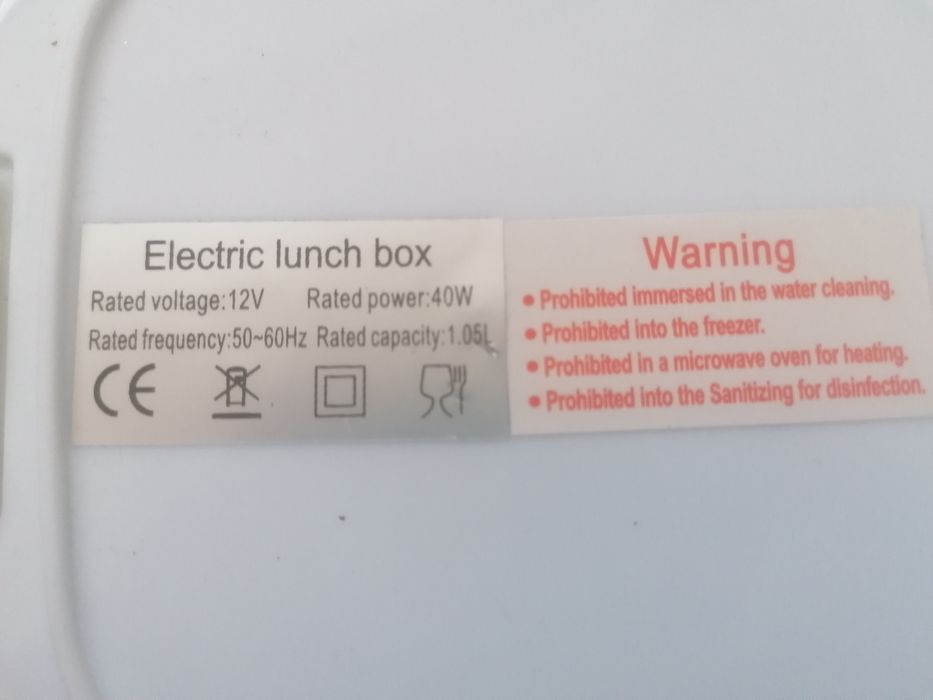 Electric lunch box
Rated voltage:12V Rated power:40W
Rated frequency:50~60Hz Rated capacity:1.05L
CE
Warning
• Prohibited immersed in the water cleaning.
• Prohibited into the freezer.
• Prohibited in a microwave oven for heating.
• Prohibited into the Sanitizing for disinfection.